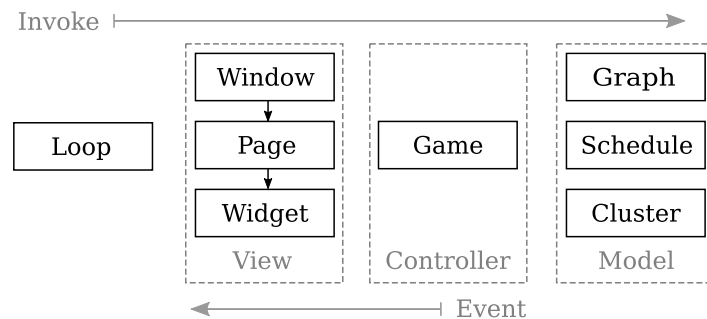 Invoke
Window
Graph
Loop
Page
Game
Schedule
Widget
Cluster
View
Controller
Model
Event